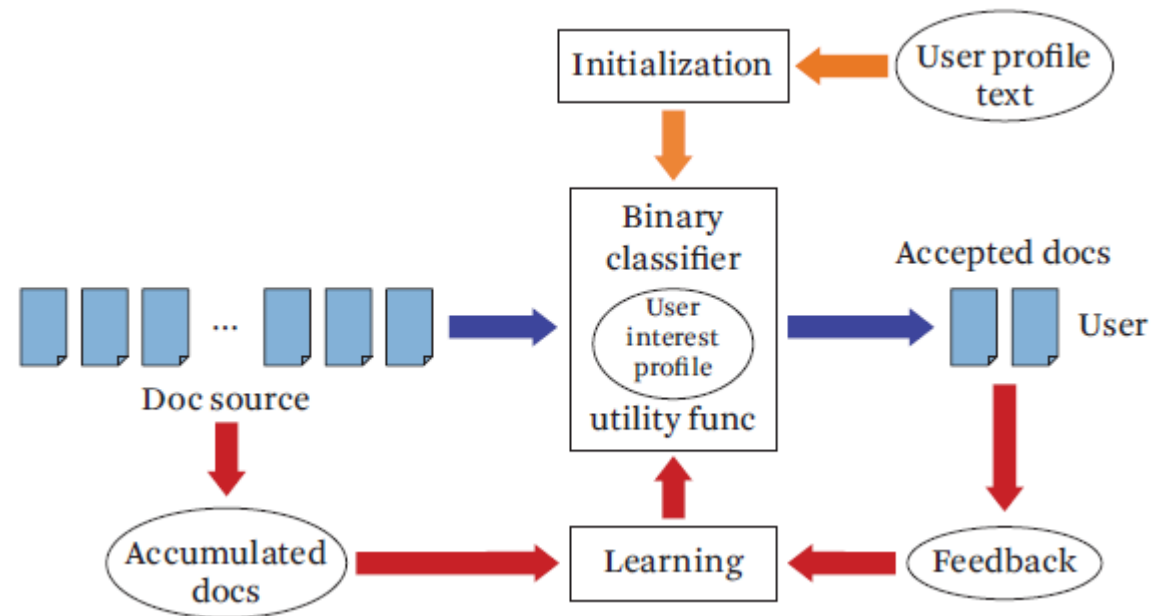 Initialization
User profile
text
Binary
classifier
User
interest
profile
utility func
Accepted docs
User
...
Doc source
Accumulated
docs
Learning
Feedback